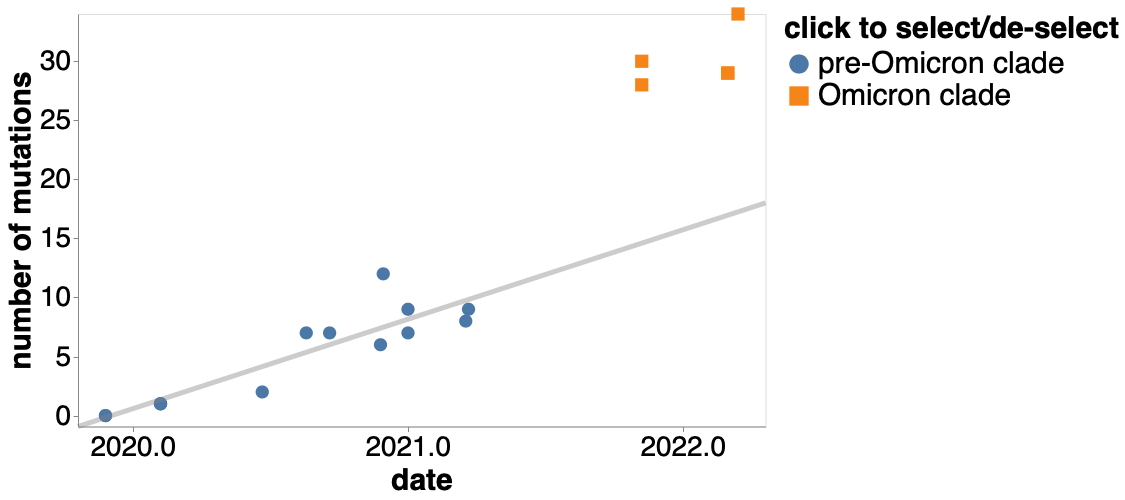 click to select/de-select
pre-Omicron clade
Omicron clade
number of mutations
30
25
20
15
10
5
0
2020.0 2021.0 2022.0
date